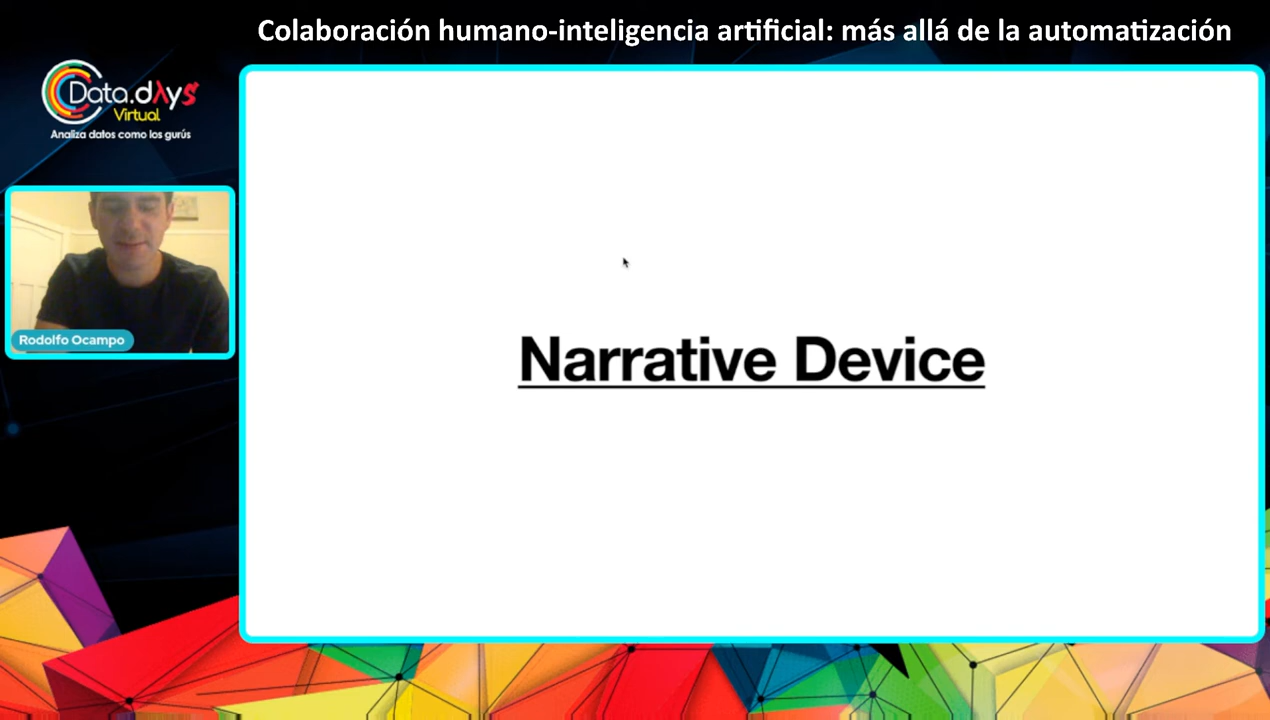 Colaboración humano-inteligencia artificial: más allá de la automatización
Data.dAys
Virtual
Analiza datos como los gurús
Rodolfo Ocampo
Narrative Device